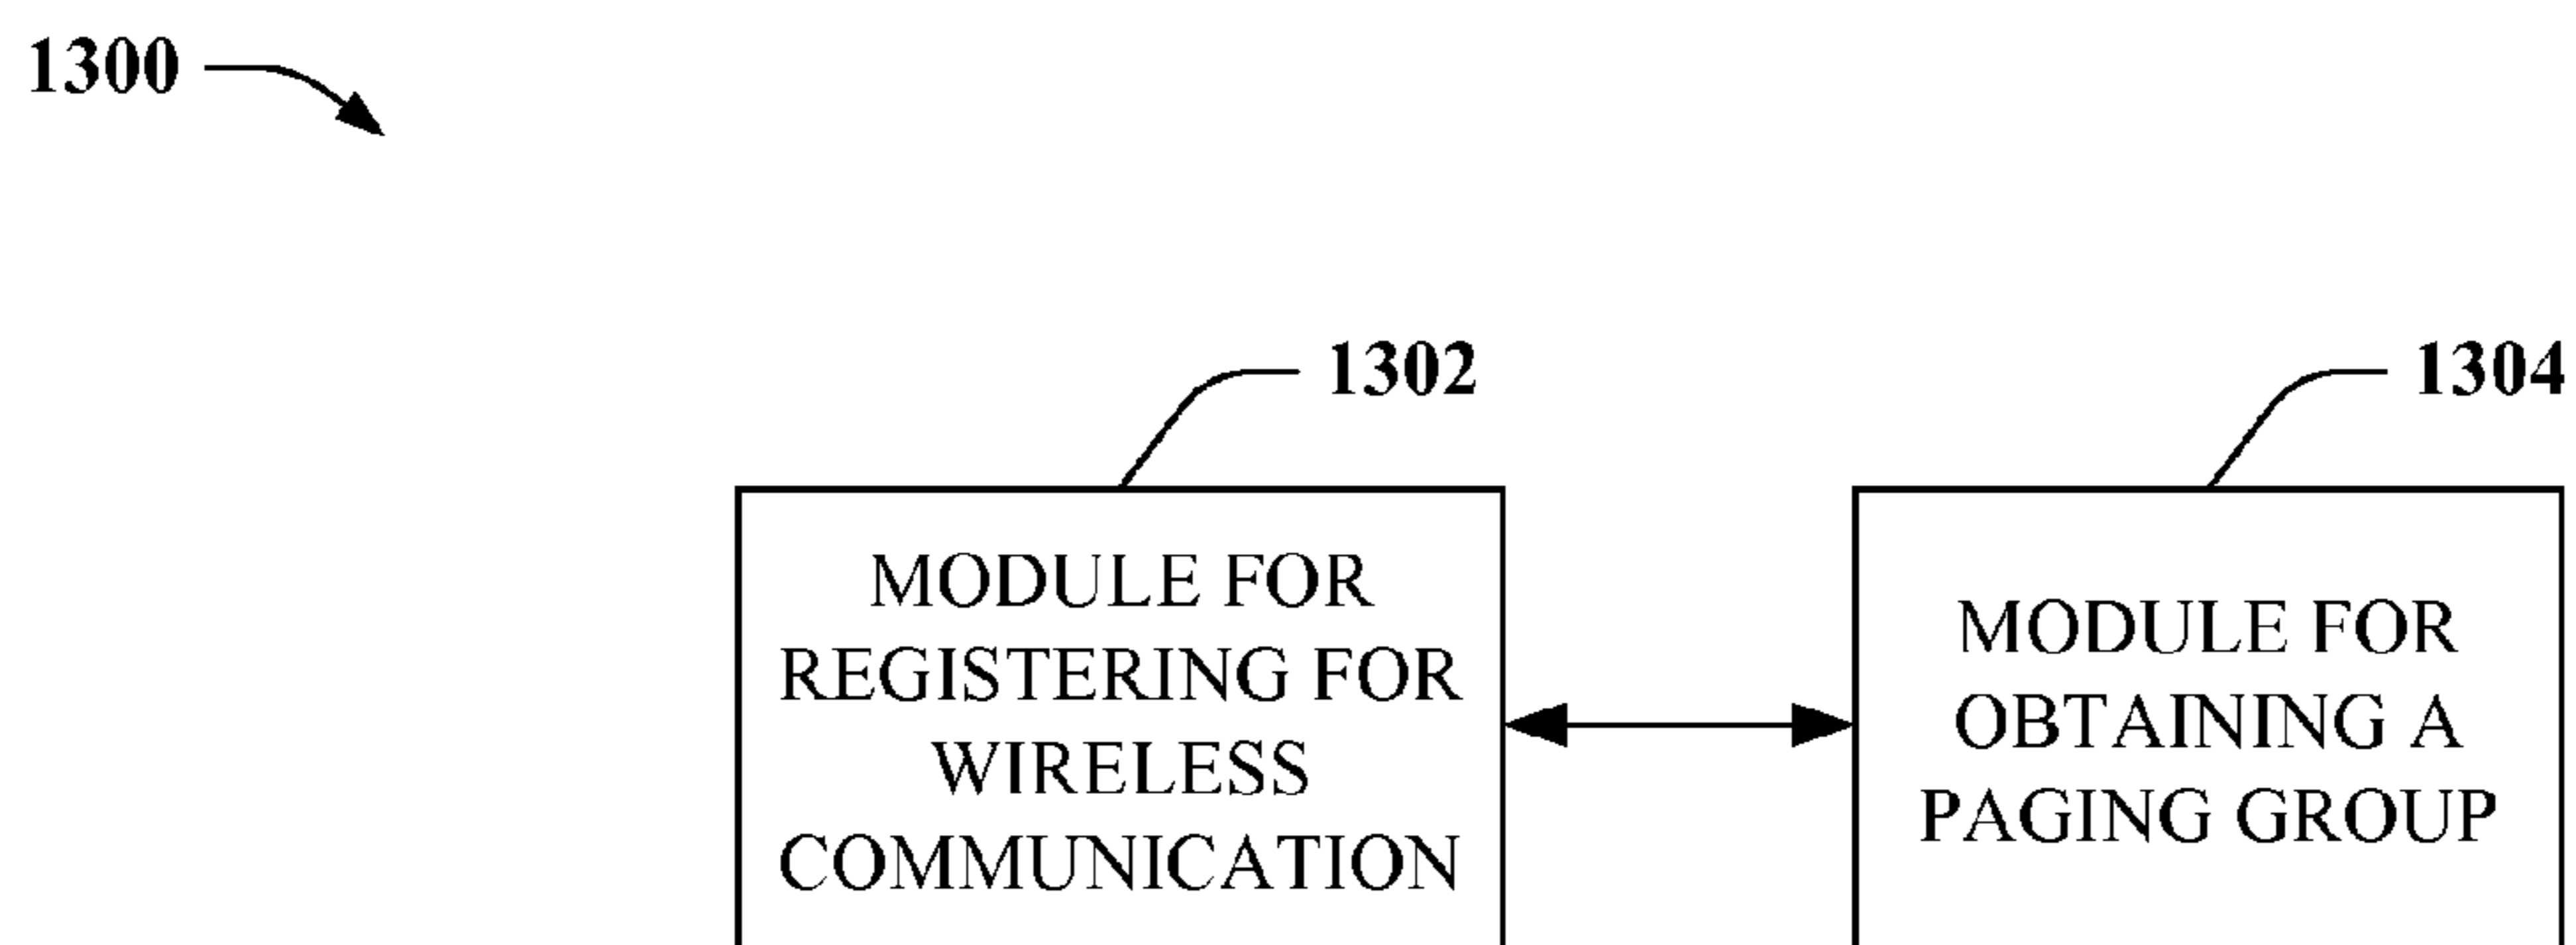 1300
1302
1304
MODULE FOR
REGISTERING FOR
WIRELESS
COMMUNICATION
MODULE FOR
OBTAINING A
PAGING GROUP